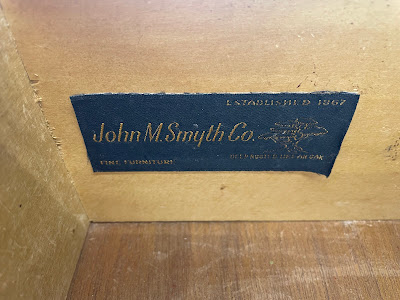 ESTABLISHED 1867
John M. Smyth Co.
FINE FURNITURE